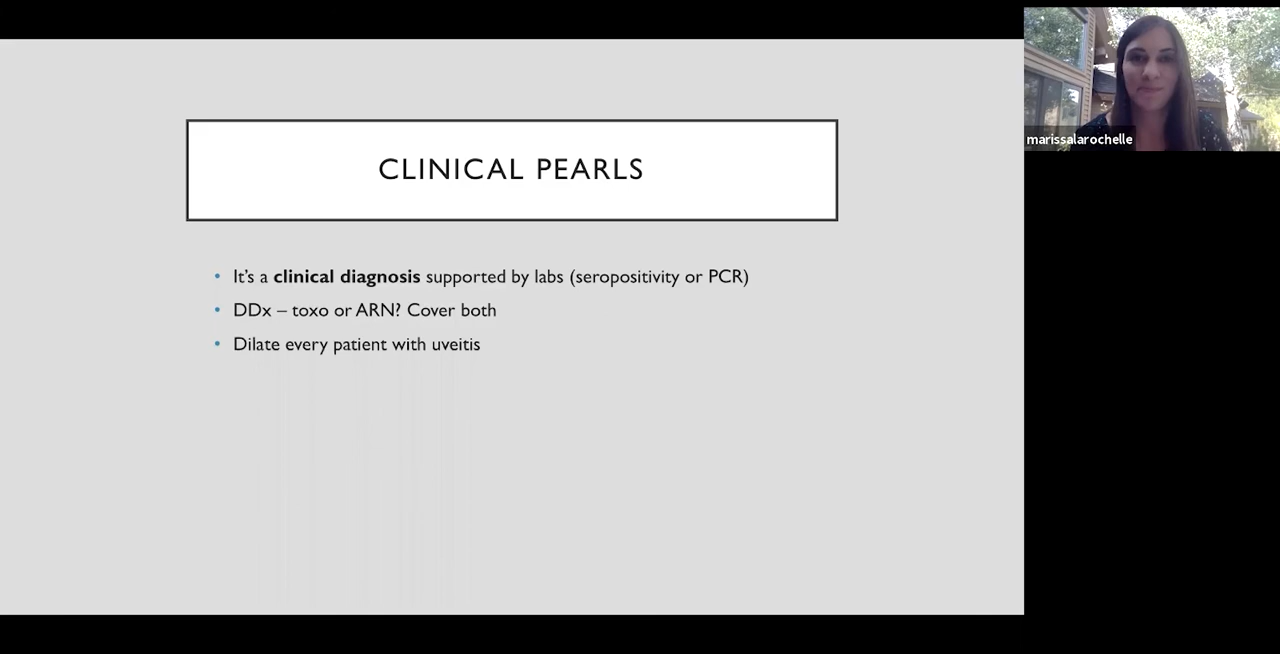 CLINICAL PEARLS
• It's a clinical diagnosis supported by labs (seropositivity or PCR)
• DDx – toxo or ARN? Cover both
• Dilate every patient with uveitis
marissalarochelle